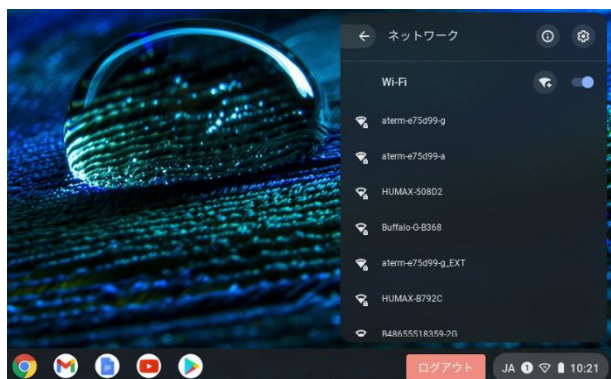 ネットワーク
Wi-Fi
aterm-e75d99-g
aterm-e75d99-a
HUMAX-508D2
Buffalo-G-B368
aterm-e75d99-g_EXT
HUMAX-B792C
B48655518359-2G
ログアウト
JA 1 10:21